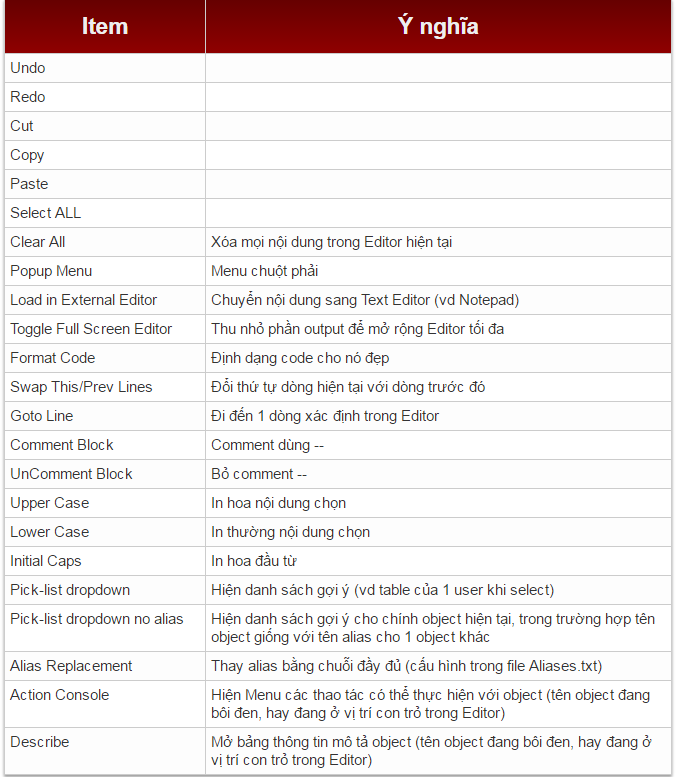 Item Ý nghĩa
Undo
Redo
Cut
Copy
Paste
Select ALL
Clear All Xóa mọi nội dung trong Editor hiện tại
Popup Menu Menu chuột phải
Load in External Editor Chuyển nội dung sang Text Editor (vd Notepad)
Toggle Full Screen Editor Thu nhỏ phần output để mở rộng Editor tối đa
Format Code Định dạng code cho nó đẹp
Swap This/Prev Lines Đổi thứ tự dòng hiện tại với dòng trước đó
Goto Line Đi đến 1 dòng xác định trong Editor
Comment Block Comment dùng --
UnComment Block Bỏ comment --
Upper Case In hoa nội dung chọn
Lower Case In thường nội dung chọn
Initial Caps In hoa đầu từ
Pick-list dropdown Hiện danh sách gợi ý (vd table của 1 user khi select)
Pick-list dropdown no alias Hiện danh sách gợi ý cho chính object hiện tại, trong trường hợp tên
object giống với tên alias cho 1 object khác
Alias Replacement Thay alias bằng chuỗi đầy đủ (cấu hình trong file Aliases.txt)
Action Console Hiện Menu các thao tác có thể thực hiện với object (tên object đang
bôi đen, hay đang ở vị trí con trỏ trong Editor)
Describe Mở bảng thông tin mô tả object (tên object đang bôi đen, hay đang ở
vị trí con trỏ trong Editor)